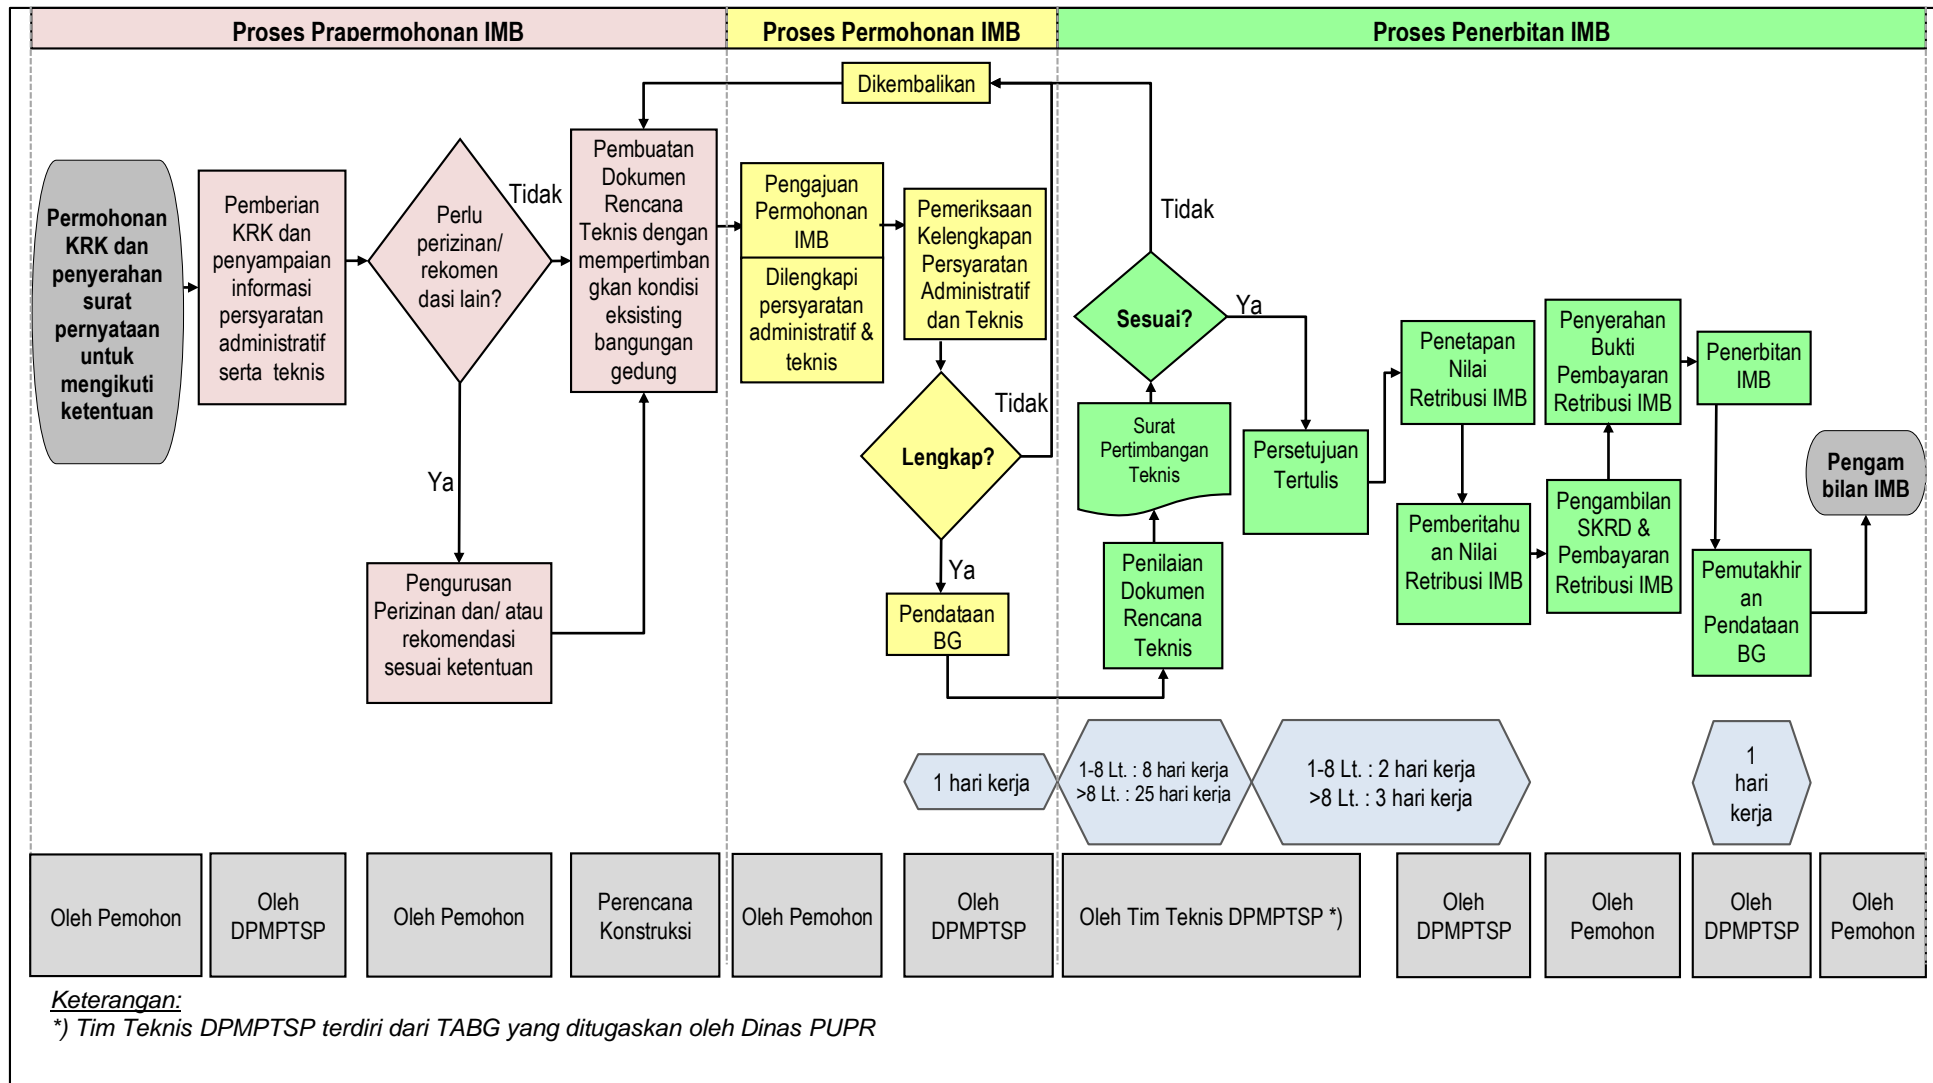 Proses Prapermohonan IMB
Proses Permohonan IMB
Proses Penerbitan IMB
Permohonan
KRK dan
penyerahan
surat
pernyataan
untuk
mengikuti
ketentuan
Pemberian
KRK dan
penyampaian
informasi
persyaratan
administratif
serta teknis
Perlu
perizinan/
rekomen
dasi lain?
Tidak
Ya
Pengurusan
Perizinan dan/ atau
rekomendasi
sesuai ketentuan
Pembuatan
Dokumen
Rencana
Teknis dengan
mempertimban
gkan kondisi
eksisting
bangungan
gedung
Dikembalikan
Pengajuan
Permohonan
IMB
Dilengkapi
persyaratan
administratif &
teknis
Pemeriksaan
Kelengkapan
Persyaratan
Administratif
dan Teknis
Lengkap?
Tidak
Ya
Pendataan
BG
Penilaian
Dokumen
Rencana
Teknis
Surat
Pertimbangan
Teknis
Sesuai?
Tidak
Ya
Persetujuan
Tertulis
Penetapan
Nilai
Retribusi IMB
Pemberitahu
an Nilai
Retribusi IMB
Pengambilan
SKRD &
Pembayaran
Retribusi IMB
Penyerahan
Bukti
Pembayaran
Retribusi IMB
Penerbitan
IMB
Pemutakhir
an
Pendataan
BG
Pengam
bilan IMB
1 hari kerja
1-8 Lt. : 8 hari kerja
>8 Lt. : 25 hari kerja
1-8 Lt. : 2 hari kerja
>8 Lt. : 3 hari kerja
1
hari
kerja
Oleh Pemohon
Oleh
DPMPTSP
Oleh Pemohon
Perencana
Konstruksi
Oleh Pemohon
Oleh
DPMPTSP
Oleh Tim Teknis DPMPTSP *)
Oleh
DPMPTSP
Oleh
Pemohon
Oleh
DPMPTSP
Oleh
Pemohon
Keterangan:
*) Tim Teknis DPMPTSP terdiri dari TABG yang ditugaskan oleh Dinas PUPR